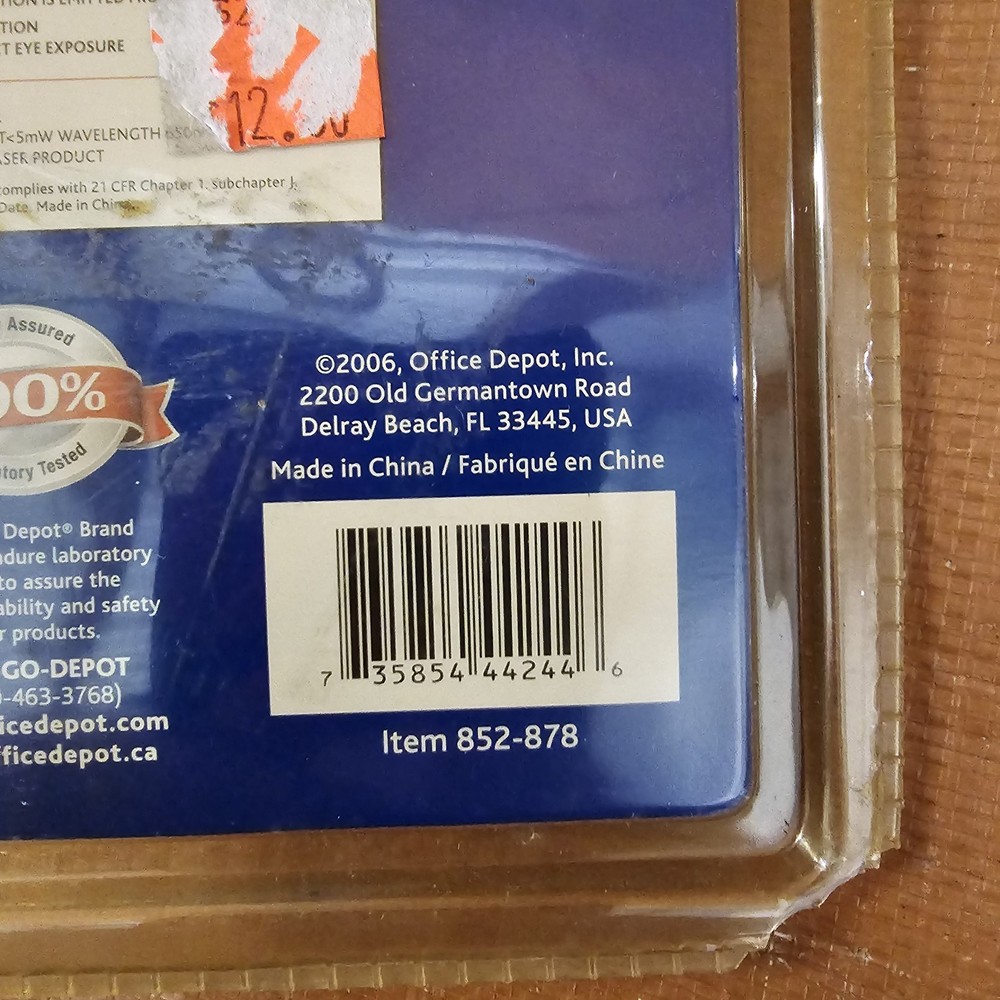 TION
T EYE EXPOSURE
T<5mW WAVELENGTH 650
ASER PRODUCT
complies with 21 CFR Chapter 1, subchapter J,
Date. Made in China
52
12.
Assured
00%
tory Tested
Depot® Brand
dure laboratory
to assure the
ability and safety
r products.
GO-DEPOT
-463-3768)
icedepot.com
fficedepot.ca
©2006, Office Depot, Inc.
2200 Old Germantown Road
Delray Beach, FL 33445, USA
Made in China / Fabriqué en Chine
7 35854 44244 6
Item 852-878